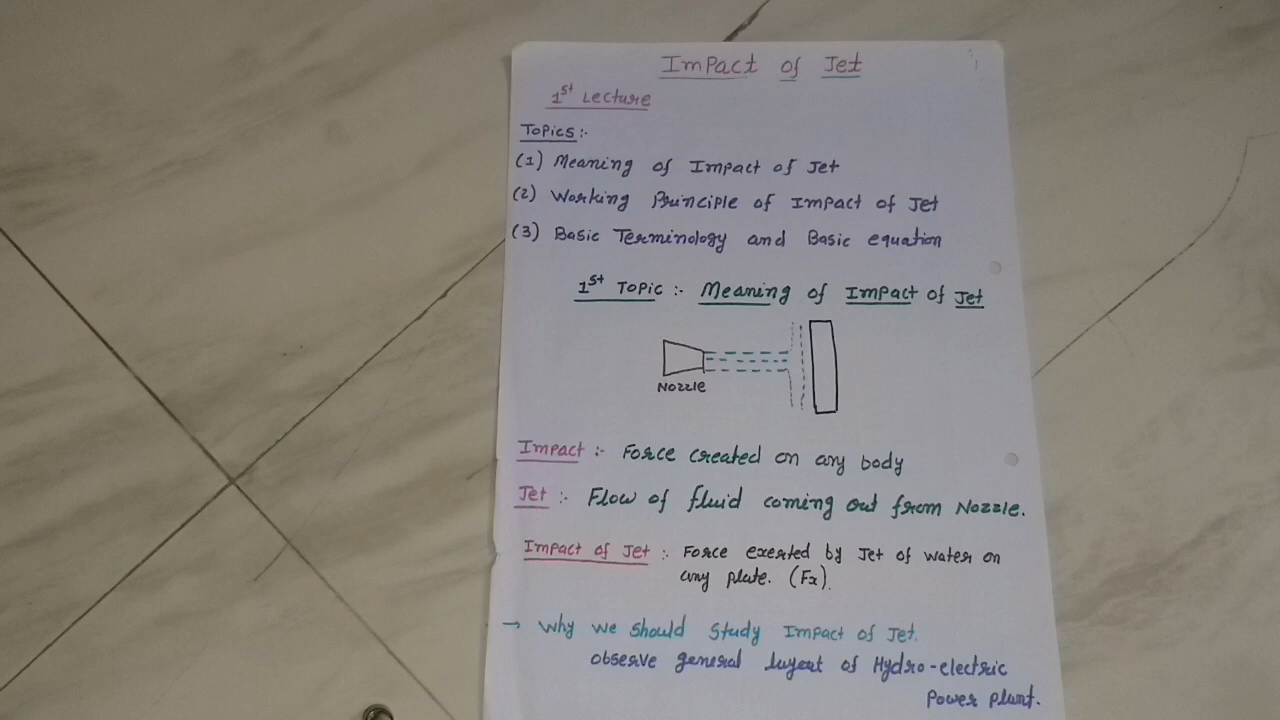 Impact of Jet
1st Lecture
Topics :-
(1) Meaning of Impact of Jet
(2) Working Principle of Impact of Jet
(3) Basic Terminology and Basic equation
1st Topic :- Meaning of Impact of Jet
Nozzle
Impact :- Force created on any body
Jet :- Flow of fluid coming out from Nozzle.
Impact of Jet :- Force exerted by Jet of water on
any plate. (Fx).
→ Why we should study Impact of Jet.
observe general layout of Hydro-electric
Power plant.